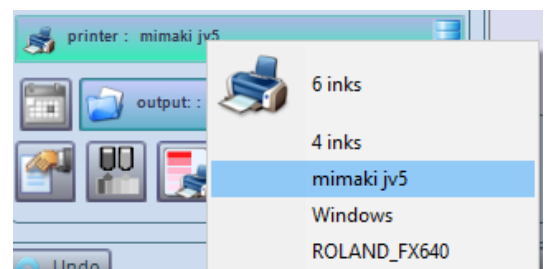 printer : mimaki jv5
6 inks
output: :
4 inks
mimaki jv5
Windows
ROLAND_FX640
Undo